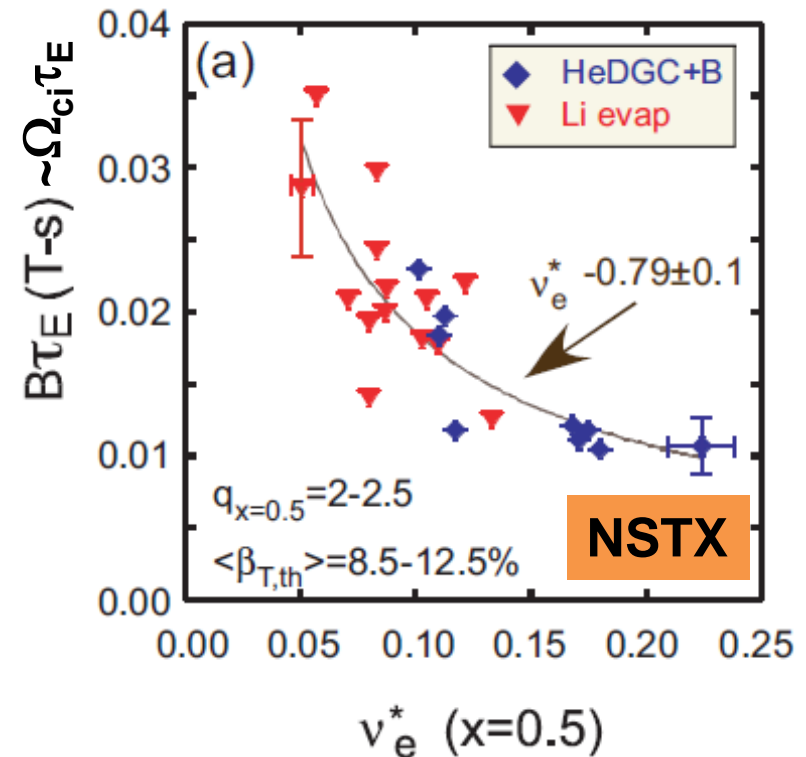 0.04
0.03
0.02
0.01
0.00
BτE (T-s) ~ΩciτE
(a)
HeDGC+B
Li evap
ν*e -0.79±0.1
qx=0.5=2-2.5
<βT,th>=8.5-12.5%
NSTX
0.00 0.05 0.10 0.15 0.20 0.25
ν*e (x=0.5)